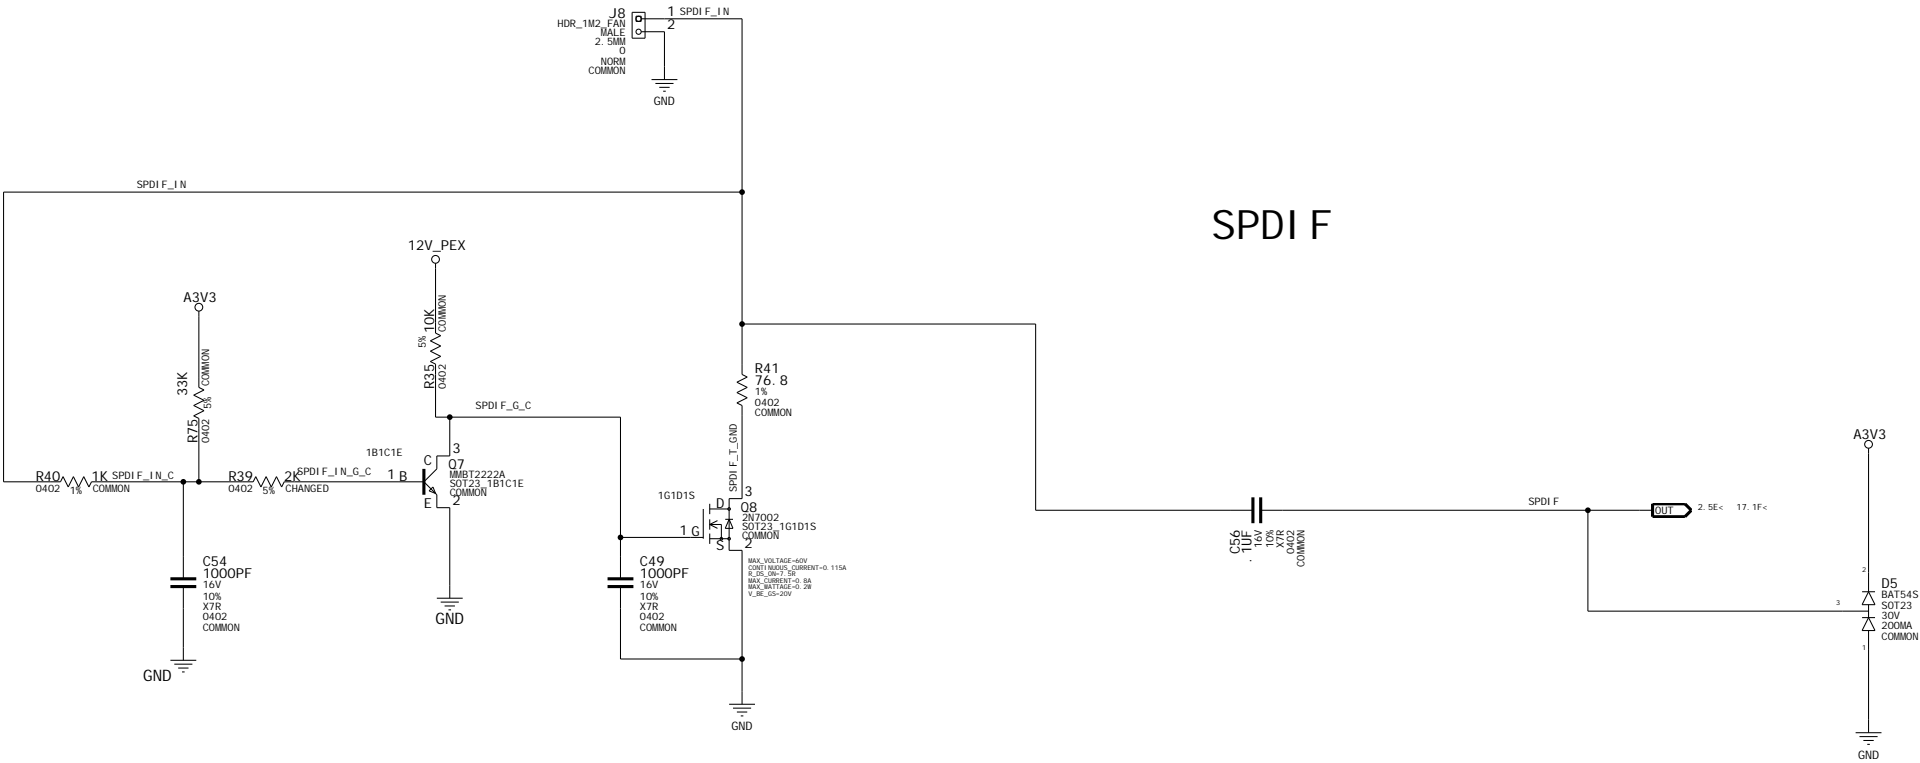 J8
HDR_1M2_FAN
MALE
2.5MM
0
NORM
COMMON
1 SPDIF_IN
2
GND
SPDIF_IN
SPDIF
12V_PEX
A3V3
10K
COMMON
5%
R35
0402
33K
COMMON
5%
R75
0402
SPDIF_G_C
R41
76.8
1%
0402
COMMON
SPDIF_T_GND
R40
0402
1K
1%
COMMON
SPDIF_IN_C
R39
0402
2K
5%
CHANGED
SPDIF_IN_G_C
1B1C1E
1 B
C
3
E
2
Q7
MMBT2222A
SOT23_1B1C1E
COMMON
GND
C54
1000PF
16V
10%
X7R
0402
COMMON
GND
1G1D1S
1 G
D
3
S
2
Q8
2N7002
SOT23_1G1D1S
COMMON
MAX_VOLTAGE=60V
CONTINUOUS_CURRENT=0.115A
R_DS_ON=7.5R
MAX_CURRENT=0.8A
MAX_WATTAGE=0.2W
V_BE_GS=20V
C49
1000PF
16V
10%
X7R
0402
COMMON
GND
C56
1UF
16V
10%
X7R
0402
COMMON
.
SPDIF
OUT
2.5E< 17.1F<
A3V3
2
3
1
D5
BAT54S
SOT23
30V
200MA
COMMON
GND